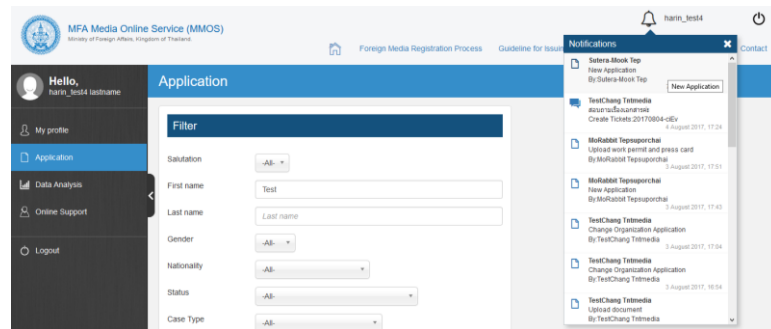 MFA Media Online Service (MMOS)
Ministry of Foreign Affairs, Kingdom of Thailand.
harin_test4
Foreign Media Registration Process
Guideline for Issuin
Contact
Hello,
harin_test4 lastname
My profile
Application
Data Analysis
Online Support
Logout
Application
Filter
Salutation
-All-
First name
Test
Last name
Last name
Gender
-All-
Nationality
-All-
Status
-All-
Case Type
-All-
Notifications
Sutera-Mook Tep
New Application
By:Sutera-Mook Tep
New Application
TestChang Tntmedia
สอบถามเรื่องเอกสารค่ะ
Create Tickets:20170804-ciEv
4 August 2017, 17:24
MoRabbit Tepsuporchai
Upload work permit and press card
By:MoRabbit Tepsuporchai
3 August 2017, 17:51
MoRabbit Tepsuporchai
New Application
By:MoRabbit Tepsuporchai
3 August 2017, 17:43
TestChang Tntmedia
Change Organization Application
By:TestChang Tntmedia
3 August 2017, 17:04
TestChang Tntmedia
Change Organization Application
By:TestChang Tntmedia
3 August 2017, 16:04
TestChang Tntmedia
Upload document
By:TestChang Tntmedia